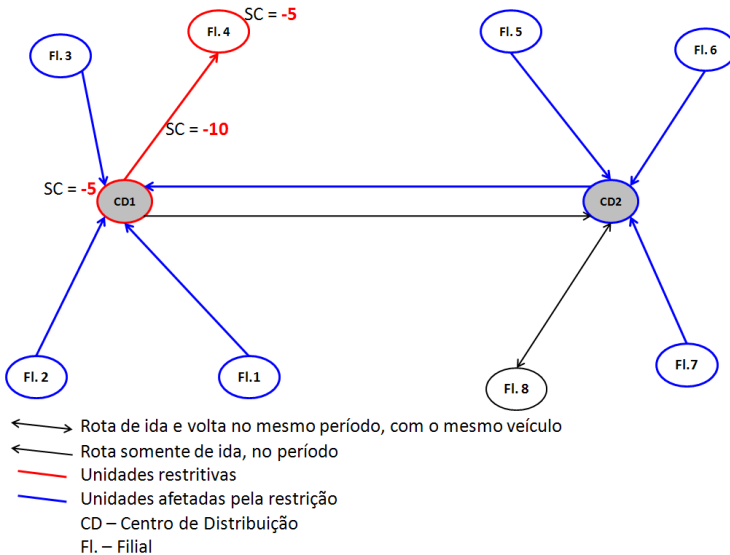 SC = -5
Fl. 4
Fl. 5
Fl. 6
Fl. 3
SC = -10
SC = -5
CD1
CD2
Fl. 2
Fl.1
Fl. 8
Fl.7
Rota de ida e volta no mesmo período, com o mesmo veículo
Rota somente de ida, no período
Unidades restritivas
Unidades afetadas pela restrição
CD – Centro de Distribuição
Fl. – Filial